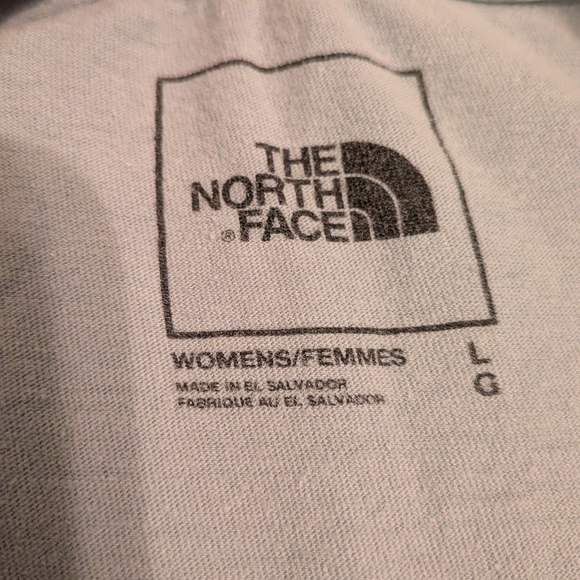 THE
NORTH
® FACE
WOMENS/FEMMES L
MADE IN EL SALVADOR G
FABRIQUE AU EL SALVADOR